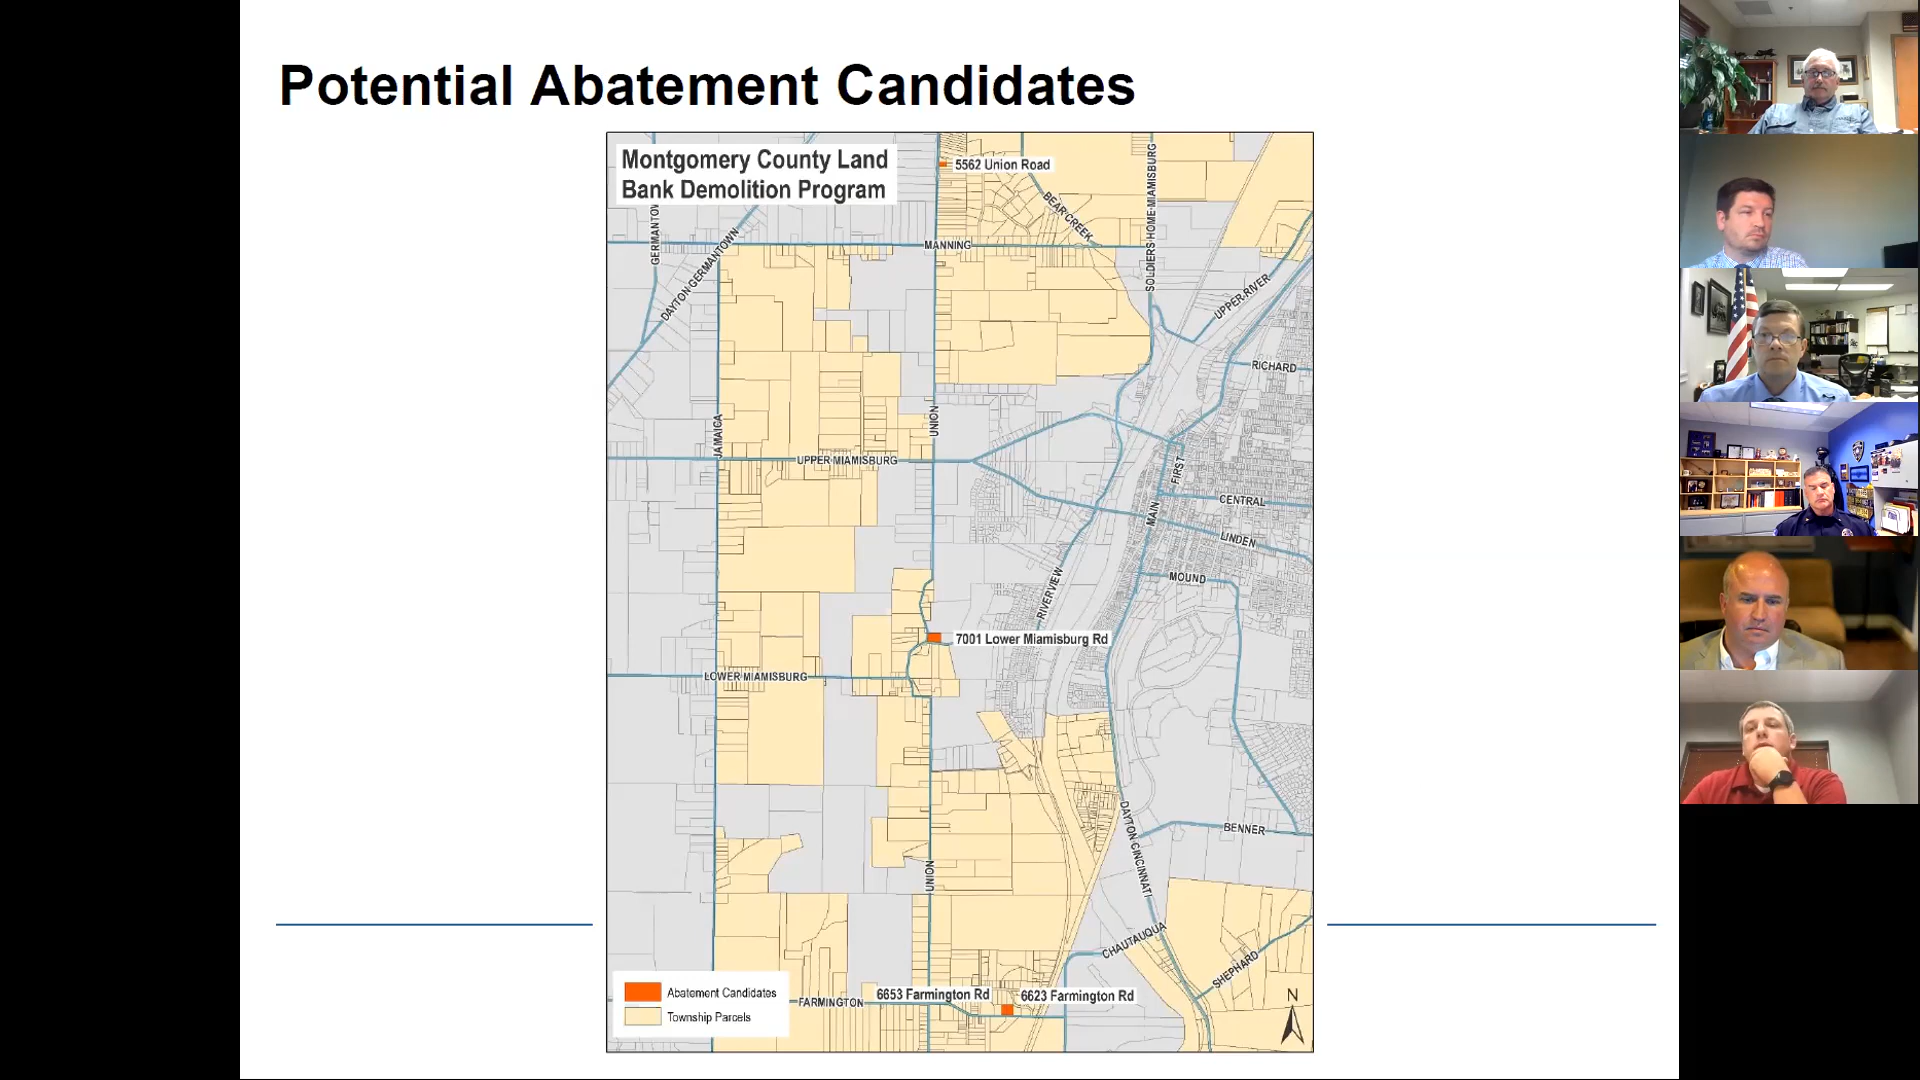 Potential Abatement Candidates
Montgomery County Land
Bank Demolition Program
5562 Union Road
SOLDIERS-HOME-MIAMISBURG
BEAR CREEK
GERMANTOW
DAYTON GERMANTOWN
MANNING
UPPER-RIVER
RICHARD
JAMAICA
UNION
UPPER MIAMISBURG
FIRST
CENTRAL
MAIN
LINDEN
MOUND
RIVERVIEW
7001 Lower Miamisburg Rd
LOWER MIAMISBURG
DAYTON-CINCINNATI
BENNER
UNION
CHAUTAUQUA
SHEPHARD
Abatement Candidates
Township Parcels
FARMINGTON
6653 Farmington Rd
6623 Farmington Rd
N